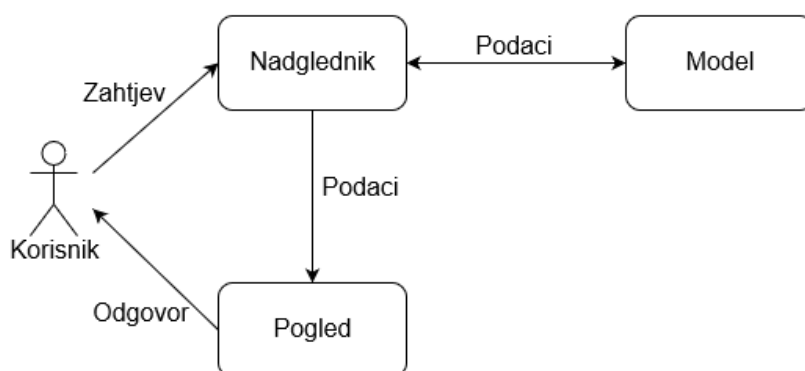 Nadglednik
Podaci
Model
Zahtjev
Podaci
Korisnik
Odgovor
Pogled